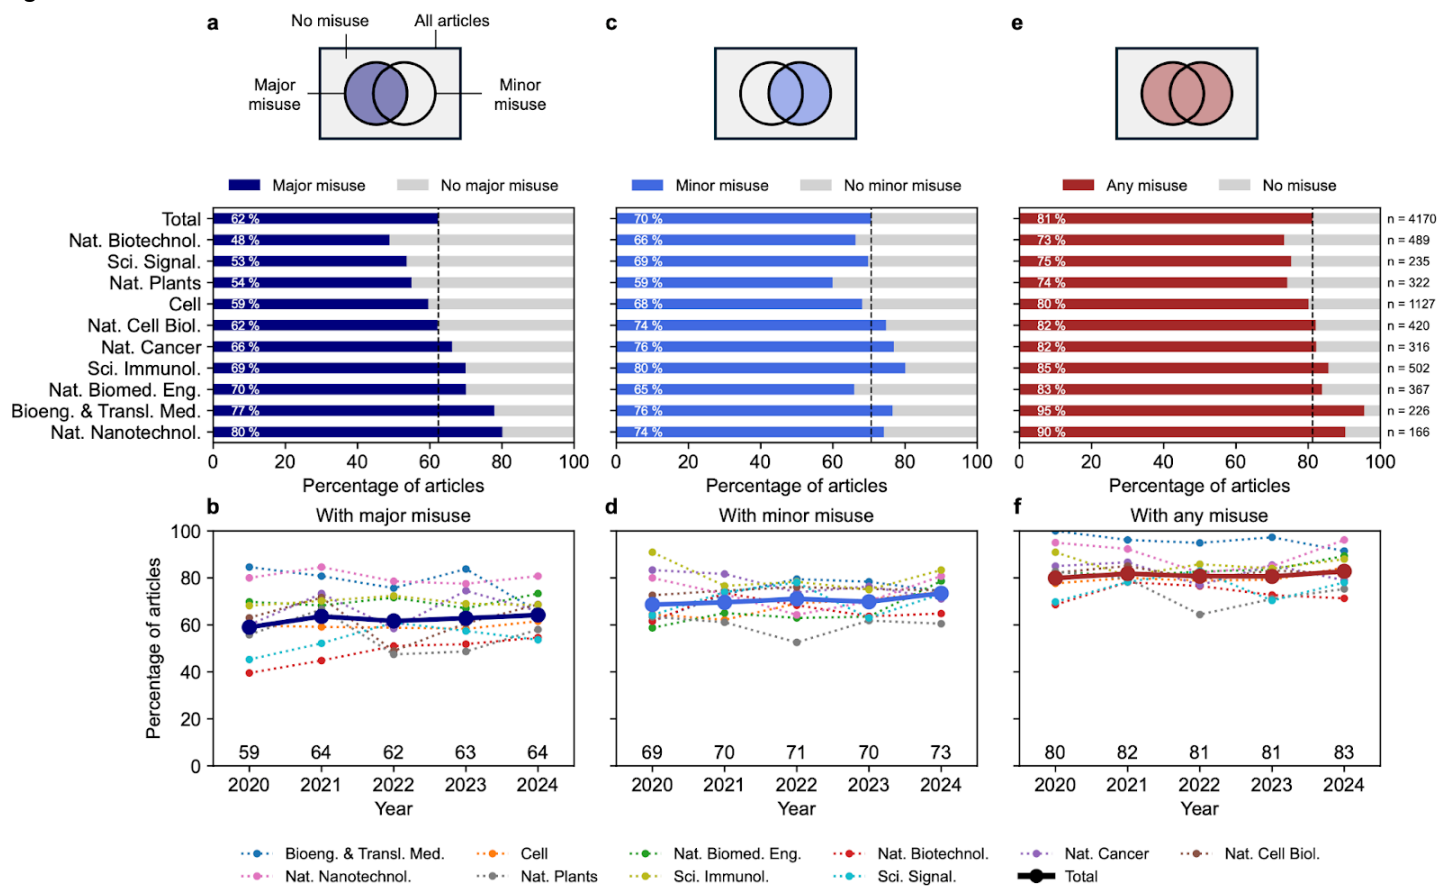 a
No misuse
All articles
Major
misuse
Minor
misuse
c
e
Major misuse
No major misuse
Minor misuse
No minor misuse
Any misuse
No misuse
Total 62 % 70 % 81 % n = 4170
Nat. Biotechnol. 48 % 66 % 73 % n = 489
Sci. Signal. 53 % 69 % 75 % n = 235
Nat. Plants 54 % 59 % 74 % n = 322
Cell 59 % 68 % 80 % n = 1127
Nat. Cell Biol. 62 % 74 % 82 % n = 420
Nat. Cancer 66 % 76 % 82 % n = 316
Sci. Immunol. 69 % 80 % 85 % n = 502
Nat. Biomed. Eng. 70 % 65 % 83 % n = 367
Bioeng. & Transl. Med. 77 % 76 % 95 % n = 226
Nat. Nanotechnol. 80 % 74 % 90 % n = 166
0 20 40 60 80 100 0 20 40 60 80 100 0 20 40 60 80 100
Percentage of articles Percentage of articles Percentage of articles
b With major misuse
d With minor misuse
f With any misuse
Percentage of articles
100
80
60
40
20
0
59 64 62 63 64
69 70 71 70 73
80 82 81 81 83
2020 2021 2022 2023 2024 2020 2021 2022 2023 2024 2020 2021 2022 2023 2024
Year Year Year
Bioeng. & Transl. Med. Cell Nat. Biomed. Eng. Nat. Biotechnol. Nat. Cancer Nat. Cell Biol.
Nat. Nanotechnol. Nat. Plants Sci. Immunol. Sci. Signal. Total